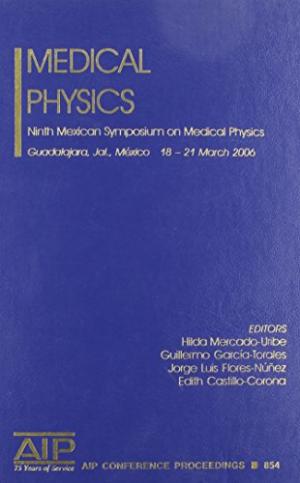 MEDICAL
PHYSICS
Ninth Mexican Symposium on Medical Physics
Guadalajara, Jal., México 18 – 21 March 2006
EDITORS
Hilda Mercado-Uribe
Guillermo García-Torales
Jorge Luis Flores-Núñez
Edith Castillo-Corona
AIP
75 Years of Service
AIP CONFERENCE PROCEEDINGS 854